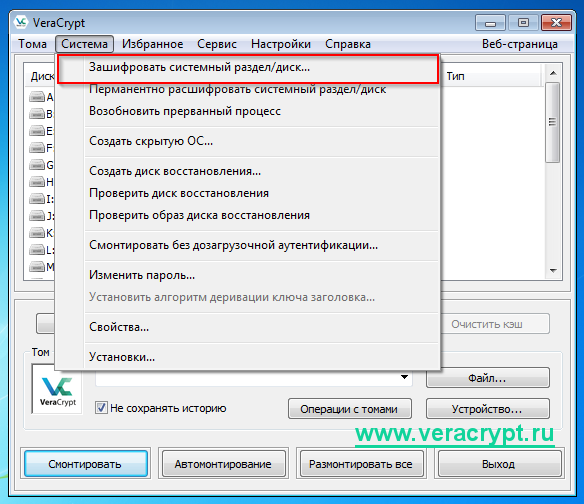 VeraCrypt
Тома Система Избранное Сервис Настройки Справка Веб-страница
Диск Тип
Зашифровать системный раздел/диск...
Перманентно расшифровать системный раздел/диск
Возобновить прерванный процесс
Создать скрытую ОС...
Создать диск восстановления...
Проверить диск восстановления
Проверить образ диска восстановления
Смонтировать без дозагрузочной аутентификации...
Изменить пароль...
Установить алгоритм деривации ключа заголовка...
Свойства...
Установки...
A
B
E
F
G
H
I:
J:
K
L:
M
Очистить кэш
Том
VeraCrypt
Не сохранять историю
Файл...
Операции с томами
Устройство...
www.veracrypt.ru
Смонтировать Автомонтирование Размонтировать все Выход